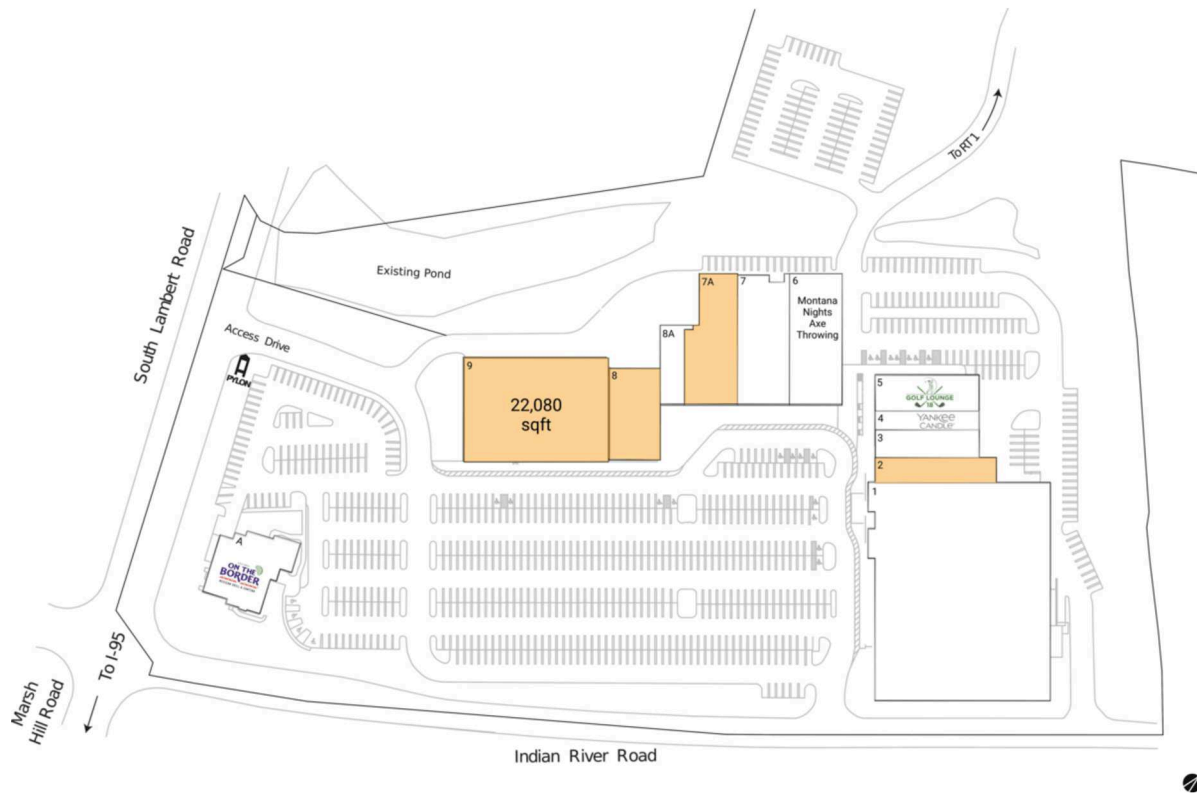 To RT1
South Lambert Road
Existing Pond
Access Drive
PYLON
7A
7
6
Montana
Nights
Axe
Throwing
8A
9
22,080
sqft
8
5
GOLF LOUNGE
18
4
YANKEE
CANDLE
3
2
1
A
ON THE
BORDER
To I-95
Marsh
Hill Road
Indian River Road